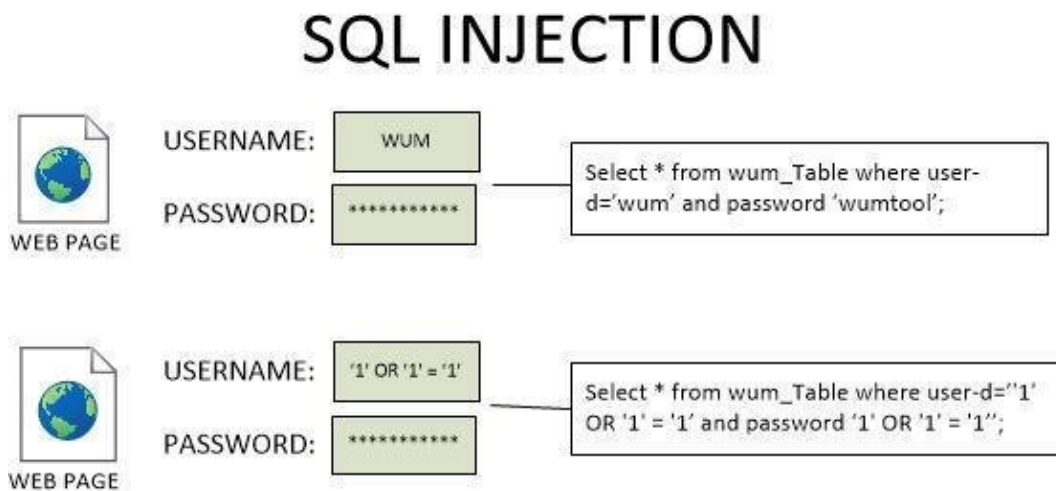 SQL INJECTION
USERNAME:
WUM
PASSWORD:
***********
WEB PAGE
Select * from wum_Table where user-
d=‘wum’ and password ‘wumtool’;
USERNAME:
'1' OR '1' = '1'
PASSWORD:
***********
WEB PAGE
Select * from wum_Table where user-d=‘'1'
OR '1' = '1’ and password ‘1' OR '1' = '1'’;